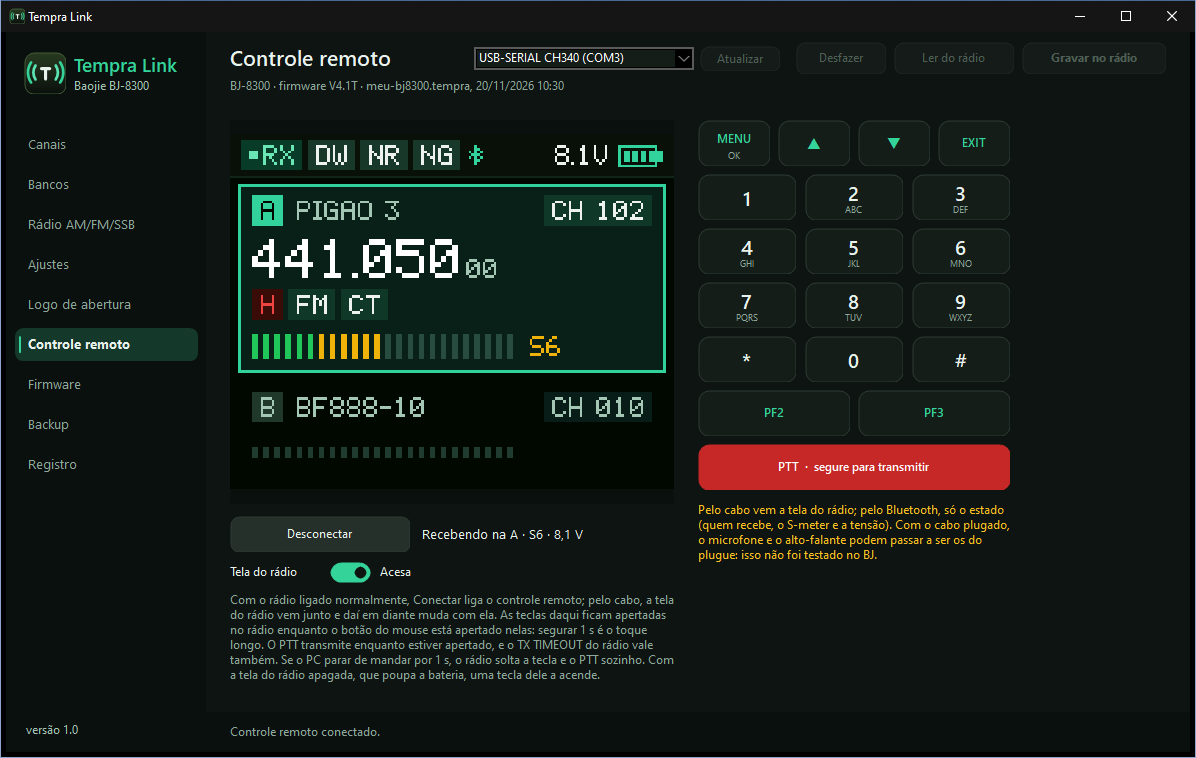 Tempra Link
Tempra Link
Baojie BJ-8300
Canais
Bancos
Rádio AM/FM/SSB
Ajustes
Logo de abertura
Controle remoto
Firmware
Backup
Registro
versão 1.0
Controle remoto
USB-SERIAL CH340 (COM3)
Atualizar
Desfazer
Ler do rádio
Gravar no rádio
BJ-8300 · firmware V4.1T · meu-bj8300.tempra, 20/11/2026 10:30
RX DW NR NG 8.1V
A PIGAO 3 CH 102
441.05000
H FM CT
S6
B BF888-10 CH 010
MENU
OK
▲
▼
EXIT
1
2
ABC
3
DEF
4
GHI
5
JKL
6
MNO
7
PQRS
8
TUV
9
WXYZ
*
0
#
PF2
PF3
PTT · segure para transmitir
Pelo cabo vem a tela do rádio; pelo Bluetooth, só o estado
(quem recebe, o S-meter e a tensão). Com o cabo plugado,
o microfone e o alto-falante podem passar a ser os do
plugue: isso não foi testado no BJ.
Desconectar
Recebendo na A · S6 · 8,1 V
Tela do rádio
Acesa
Com o rádio ligado normalmente, Conectar liga o controle remoto; pelo cabo, a tela
do rádio vem junto e daí em diante muda com ela. As teclas daqui ficam apertadas
no rádio enquanto o botão do mouse está apertado nelas: segurar 1 s é o toque
longo. O PTT transmite enquanto estiver apertado, e o TX TIMEOUT do rádio vale
também. Se o PC parar de mandar por 1 s, o rádio solta a tecla e o PTT sozinho. Com
a tela do rádio apagada, que poupa a bateria, uma tecla dele a acende.
Controle remoto conectado.